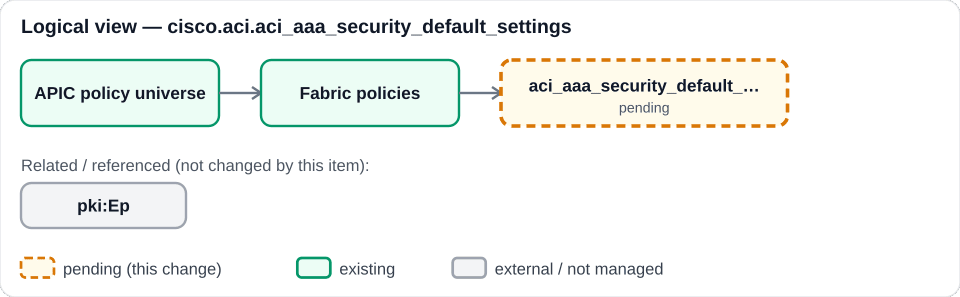 Logical view — cisco.aci.aci_aaa_security_default_settings
APIC policy universe
Fabric policies
aci_aaa_security_default_…
pending
Related / referenced (not changed by this item):
pki:Ep
pending (this change)
existing
external / not managed